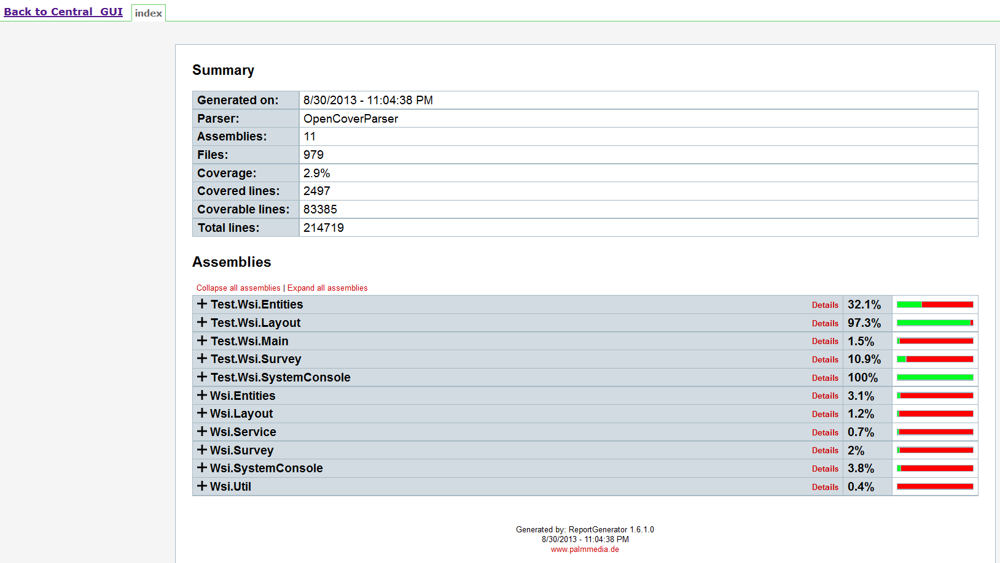 Back to Central_GUI index
Summary
Generated on: 8/30/2013 - 11:04:38 PM
Parser: OpenCoverParser
Assemblies: 11
Files: 979
Coverage: 2.9%
Covered lines: 2497
Coverable lines: 83385
Total lines: 214719
Assemblies
Collapse all assemblies | Expand all assemblies
Test.Wsi.Entities Details 32.1%
Test.Wsi.Layout Details 97.3%
Test.Wsi.Main Details 1.5%
Test.Wsi.Survey Details 10.9%
Test.Wsi.SystemConsole Details 100%
Wsi.Entities Details 3.1%
Wsi.Layout Details 1.2%
Wsi.Service Details 0.7%
Wsi.Survey Details 2%
Wsi.SystemConsole Details 3.8%
Wsi.Util Details 0.4%
Generated by: ReportGenerator 1.6.1.0
8/30/2013 - 11:04:38 PM
www.palmmedia.de